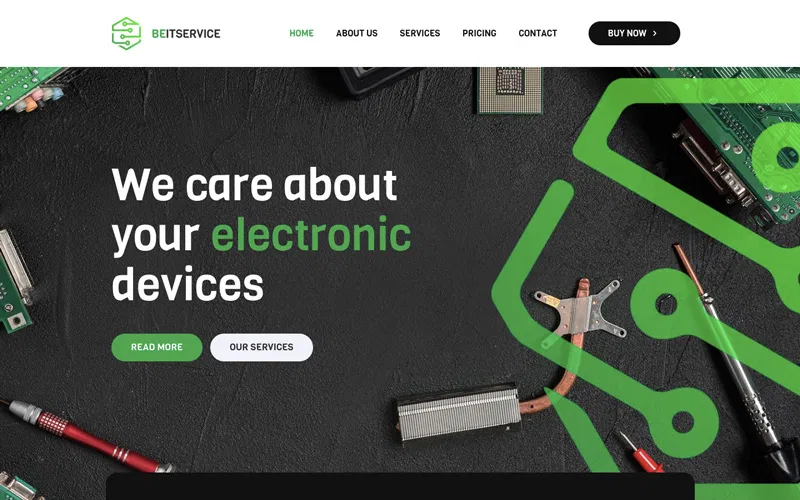 BEITSERVICE
HOME
ABOUT US
SERVICES
PRICING
CONTACT
BUY NOW
We care about
your electronic
devices
READ MORE
OUR SERVICES